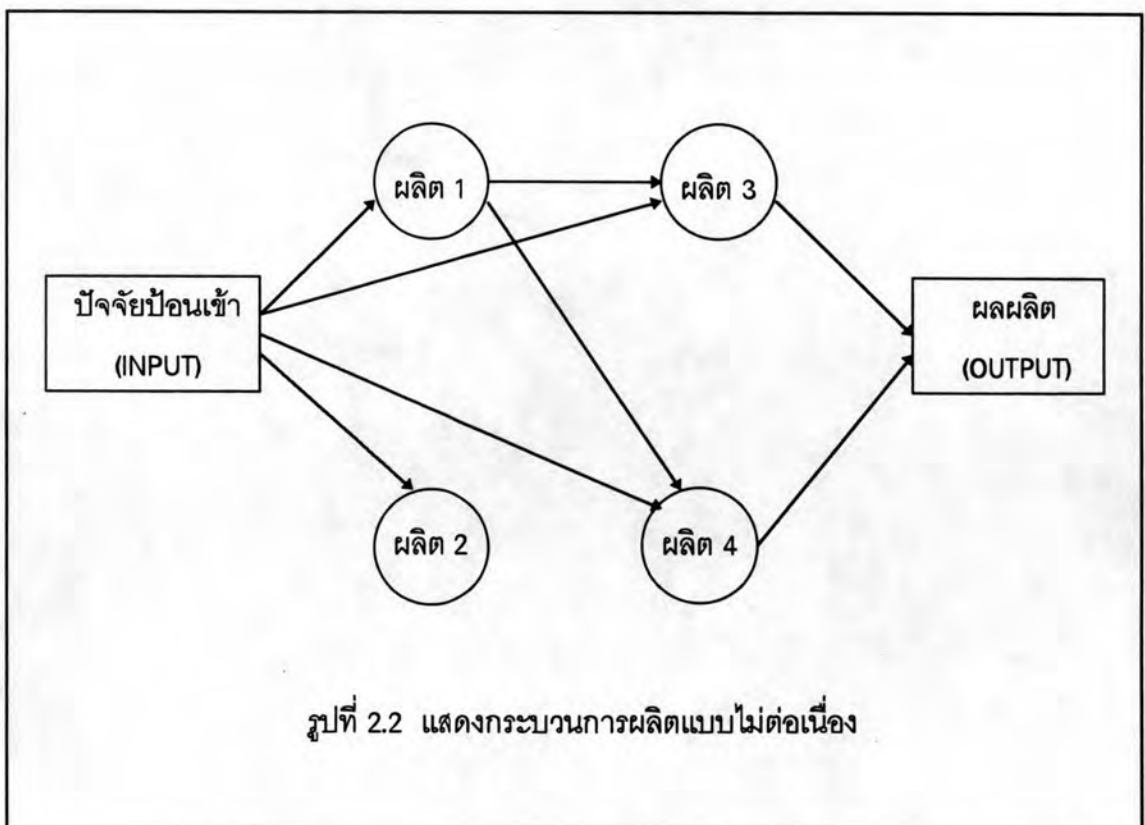 ผลิต 1
ผลิต 3
ปัจจัยป้อนเข้า
(INPUT)
ผลผลิต
(OUTPUT)
ผลิต 2
ผลิต 4
รูปที่ 2.2 แสดงกระบวนการผลิตแบบไม่ต่อเนื่อง